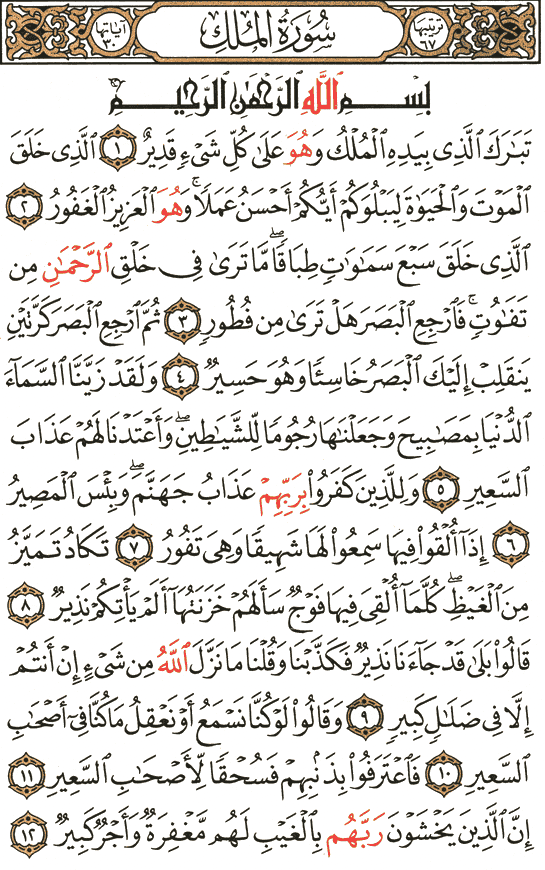 ترتيبها ٦٧ سُورَةُ المُلْكِ آياتها ٣٠
بِسْمِ ٱللَّهِ ٱلرَّحْمَٰنِ ٱلرَّحِيمِ
تَبَٰرَكَ ٱلَّذِى بِيَدِهِ ٱلْمُلْكُ وَهُوَ عَلَىٰ كُلِّ شَىْءٍ قَدِيرٌ ١ ٱلَّذِى خَلَقَ
ٱلْمَوْتَ وَٱلْحَيَوٰةَ لِيَبْلُوَكُمْ أَيُّكُمْ أَحْسَنُ عَمَلًا ۚ وَهُوَ ٱلْعَزِيزُ ٱلْغَفُورُ ٢
ٱلَّذِى خَلَقَ سَبْعَ سَمَٰوَٰتٍ طِبَاقًا ۖ مَّا تَرَىٰ فِى خَلْقِ ٱلرَّحْمَٰنِ مِن
تَفَٰوُتٍ ۖ فَٱرْجِعِ ٱلْبَصَرَ هَلْ تَرَىٰ مِن فُطُورٍ ٣ ثُمَّ ٱرْجِعِ ٱلْبَصَرَ كَرَّتَيْنِ
يَنقَلِبْ إِلَيْكَ ٱلْبَصَرُ خَاسِئًا وَهُوَ حَسِيرٌ ٤ وَلَقَدْ زَيَّنَّا ٱلسَّمَآءَ
ٱلدُّنْيَا بِمَصَٰبِيحَ وَجَعَلْنَٰهَا رُجُومًا لِّلشَّيَٰطِينِ ۖ وَأَعْتَدْنَا لَهُمْ عَذَابَ
ٱلسَّعِيرِ ٥ وَلِلَّذِينَ كَفَرُوا۟ بِرَبِّهِمْ عَذَابُ جَهَنَّمَ ۖ وَبِئْسَ ٱلْمَصِيرُ
٦ إِذَآ أُلْقُوا۟ فِيهَا سَمِعُوا۟ لَهَا شَهِيقًا وَهِىَ تَفُورُ ٧ تَكَادُ تَمَيَّزُ
مِنَ ٱلْغَيْظِ ۖ كُلَّمَآ أُلْقِىَ فِيهَا فَوْجٌ سَأَلَهُمْ خَزَنَتُهَآ أَلَمْ يَأْتِكُمْ نَذِيرٌ ٨
قَالُوا۟ بَلَىٰ قَدْ جَآءَنَا نَذِيرٌ فَكَذَّبْنَا وَقُلْنَا مَا نَزَّلَ ٱللَّهُ مِن شَىْءٍ إِنْ أَنتُمْ
إِلَّا فِى ضَلَٰلٍ كَبِيرٍ ٩ وَقَالُوا۟ لَوْ كُنَّا نَسْمَعُ أَوْ نَعْقِلُ مَا كُنَّا فِىٓ أَصْحَٰبِ
ٱلسَّعِيرِ ١٠ فَٱعْتَرَفُوا۟ بِذَنۢبِهِمْ فَسُحْقًا لِّأَصْحَٰبِ ٱلسَّعِيرِ ١١
إِنَّ ٱلَّذِينَ يَخْشَوْنَ رَبَّهُم بِٱلْغَيْبِ لَهُم مَّغْفِرَةٌ وَأَجْرٌ كَبِيرٌ ١٢